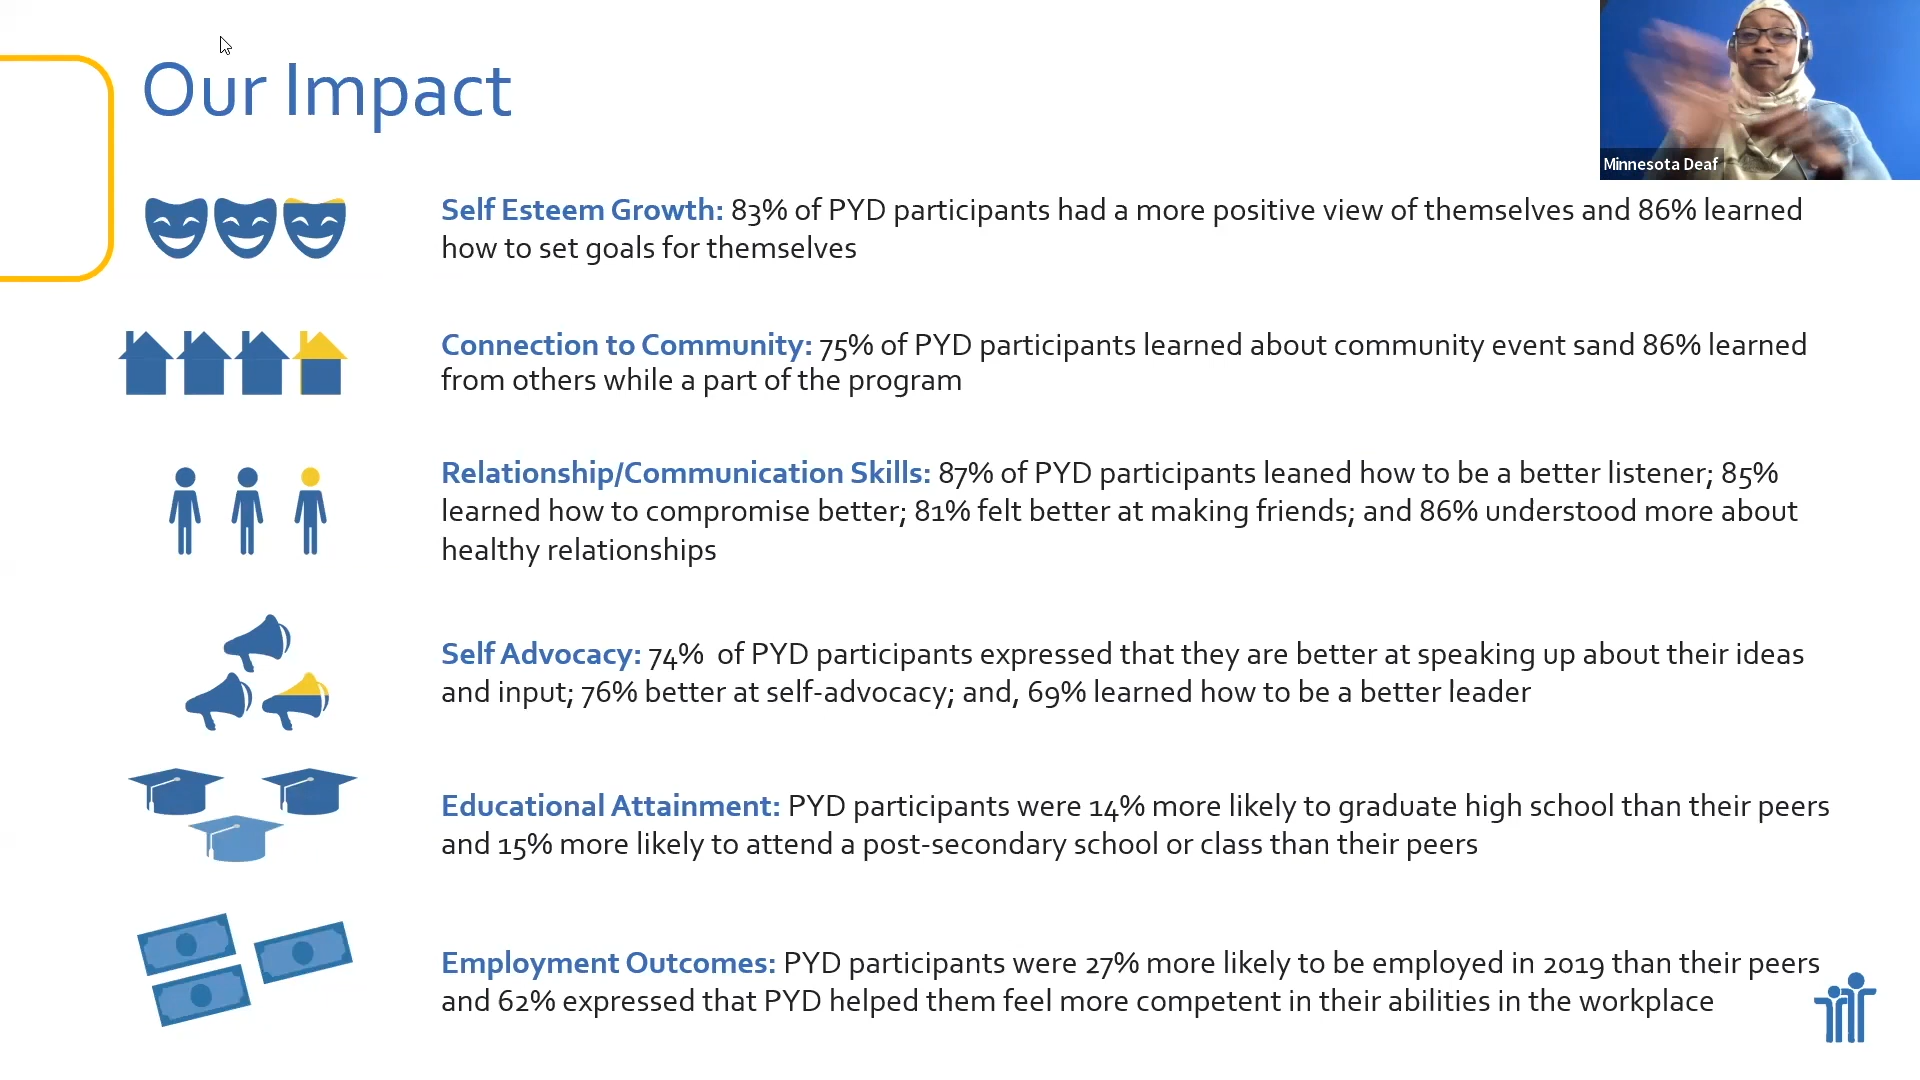 Our Impact
Minnesota Deaf
Self Esteem Growth: 83% of PYD participants had a more positive view of themselves and 86% learned
how to set goals for themselves
Connection to Community: 75% of PYD participants learned about community event sand 86% learned
from others while a part of the program
Relationship/Communication Skills: 87% of PYD participants leaned how to be a better listener; 85%
learned how to compromise better; 81% felt better at making friends; and 86% understood more about
healthy relationships
Self Advocacy: 74%  of PYD participants expressed that they are better at speaking up about their ideas
and input; 76% better at self-advocacy; and, 69% learned how to be a better leader
Educational Attainment: PYD participants were 14% more likely to graduate high school than their peers
and 15% more likely to attend a post-secondary school or class than their peers
Employment Outcomes: PYD participants were 27% more likely to be employed in 2019 than their peers
and 62% expressed that PYD helped them feel more competent in their abilities in the workplace